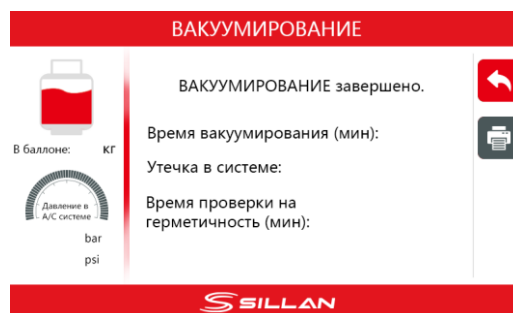 ВАКУУМИРОВАНИЕ
ВАКУУМИРОВАНИЕ завершено.
Время вакуумирования (мин):
В баллоне: кг
Утечка в системе:
Время проверки на
герметичность (мин):
Давление в
А/С системе
bar
psi
SILLAN